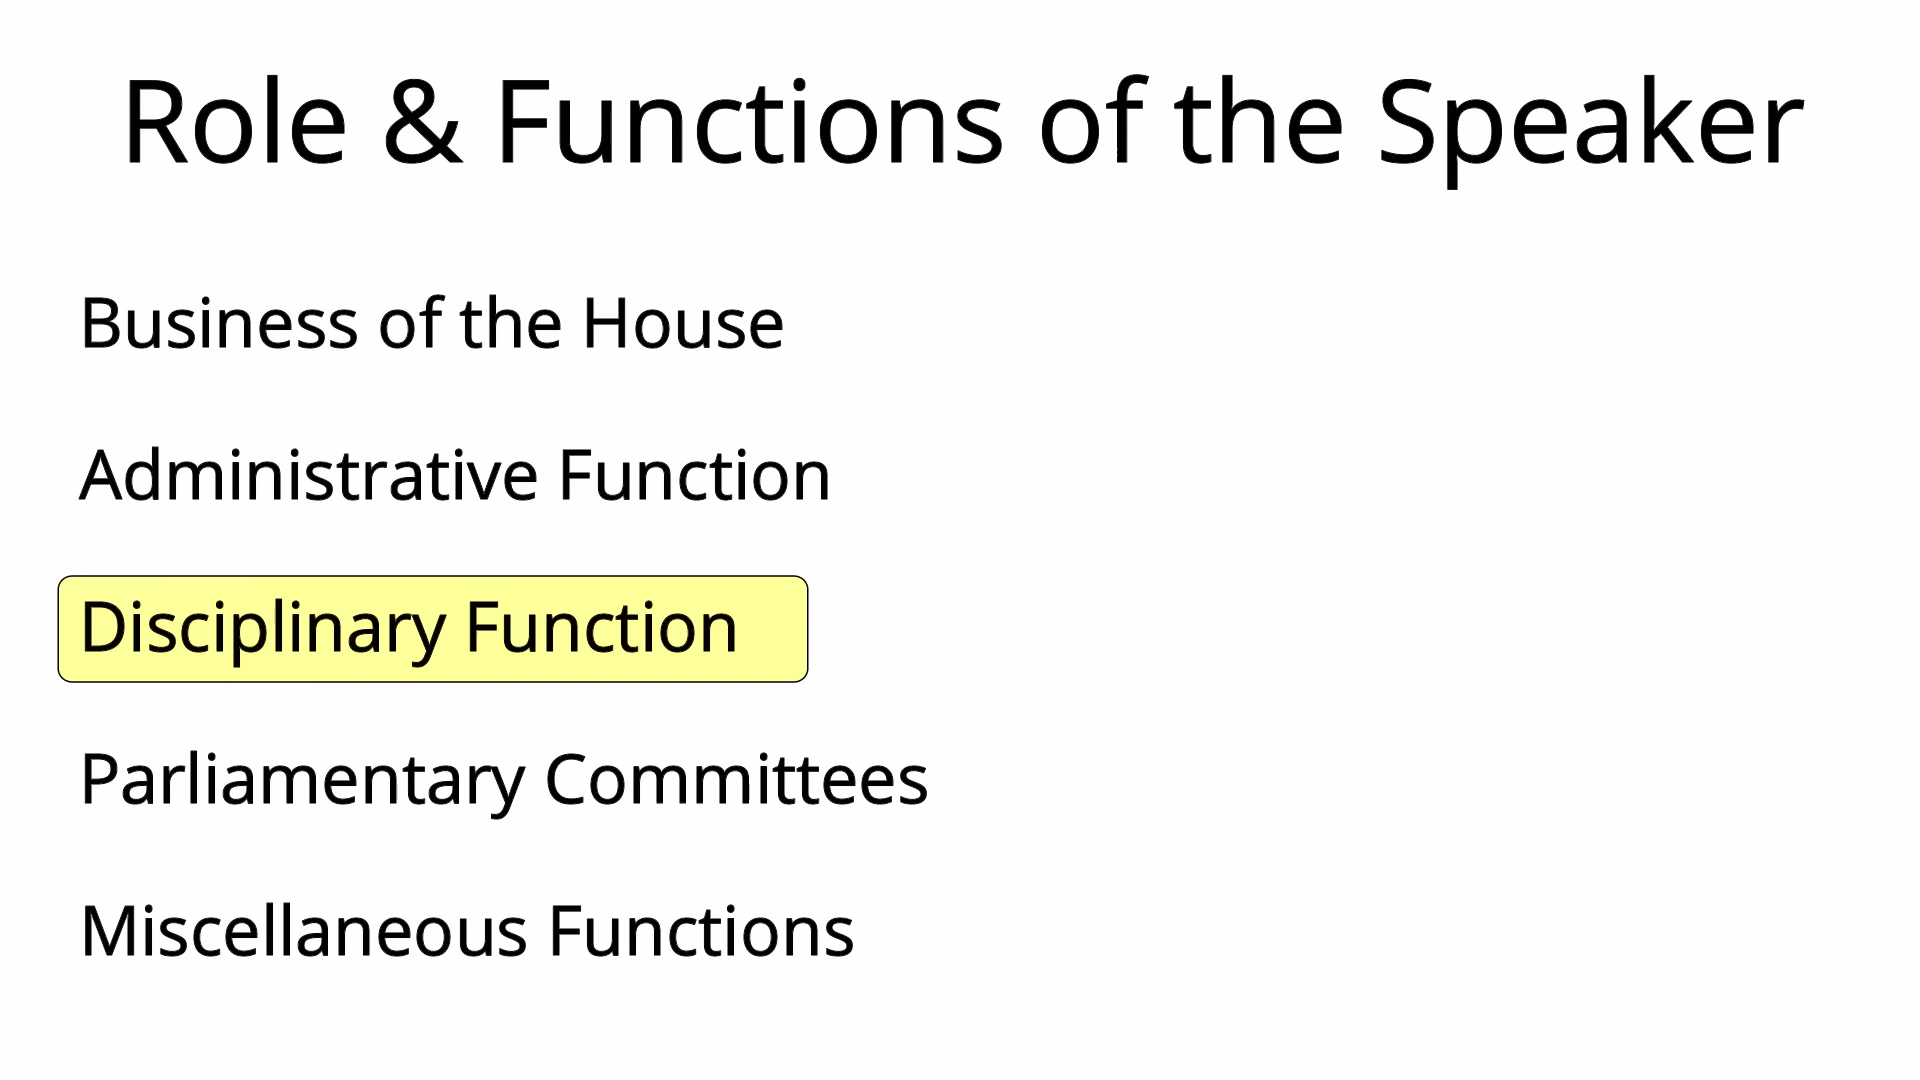 Role & Functions of the Speaker
Business of the House
Administrative Function
Disciplinary Function
Parliamentary Committees
Miscellaneous Functions